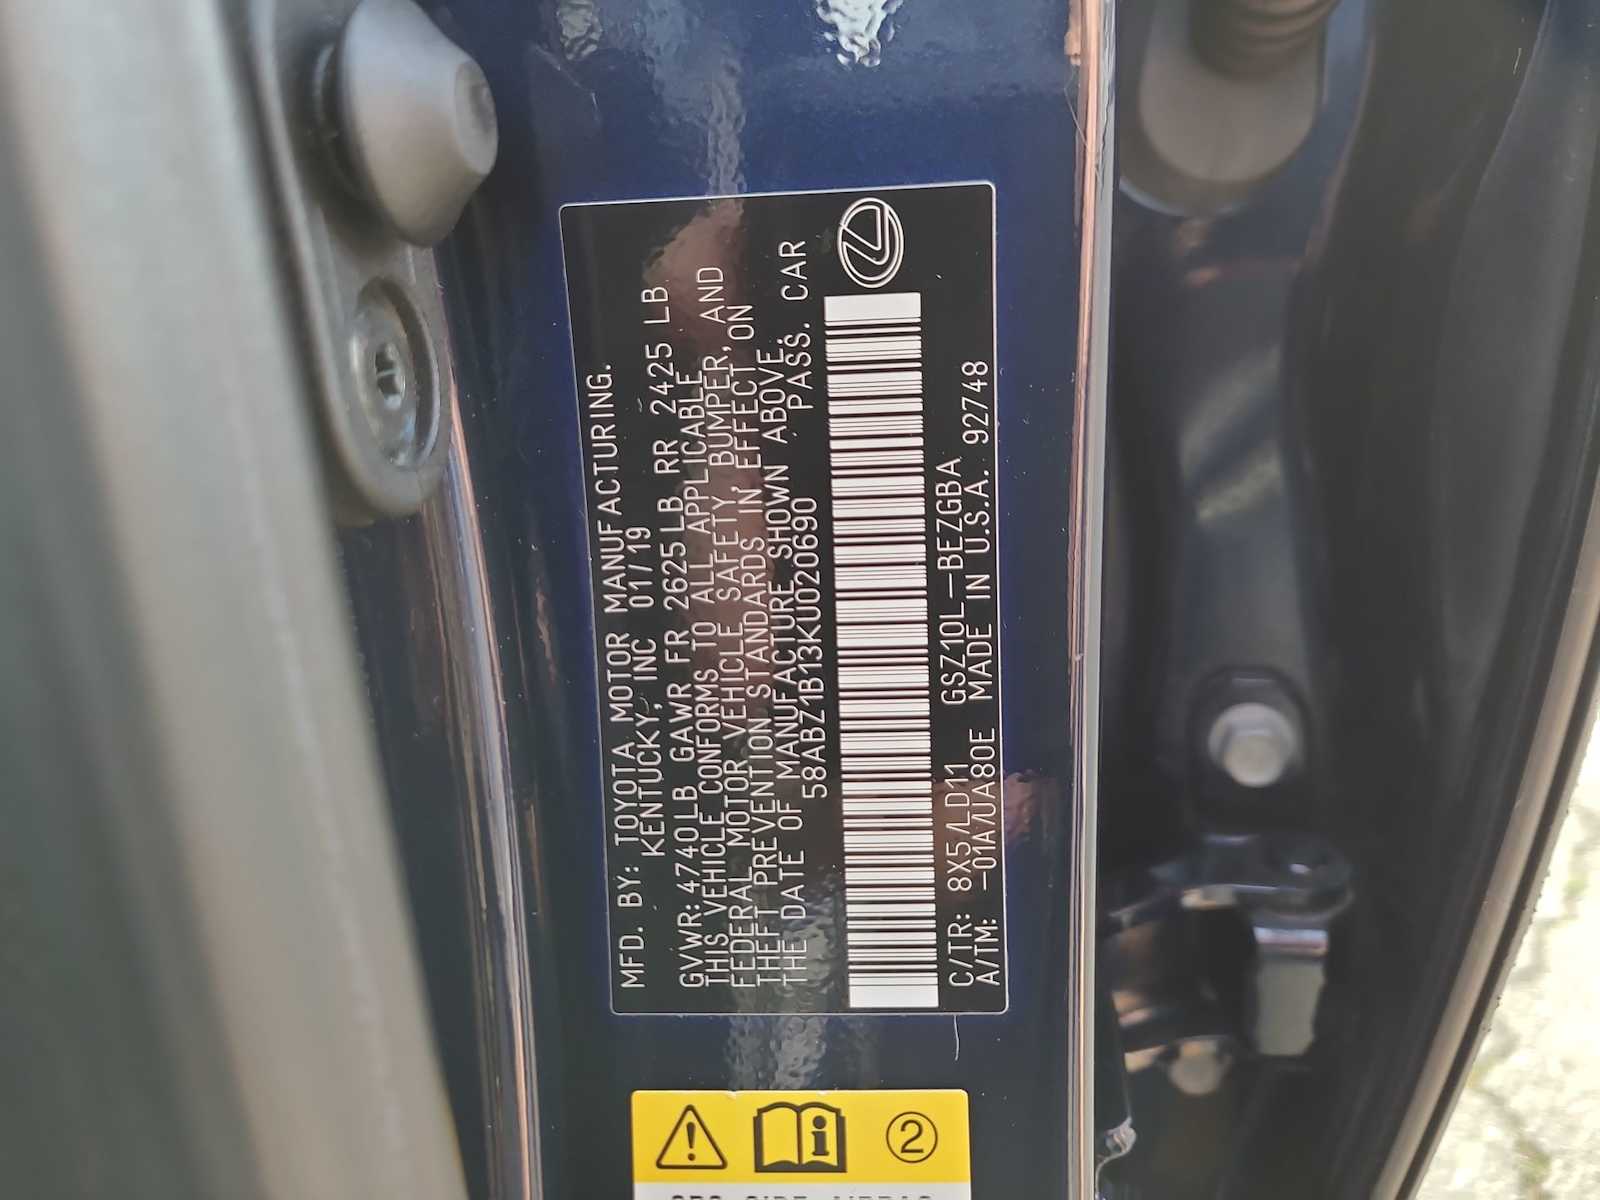 MFD. BY: TOYOTA MOTOR MANUFACTURING.
KENTUCKY, INC 01/19
GVWR: 4740LB GAWR FR 2625LB RR 2425 LB
THIS VEHICLE CONFORMS TO ALL APPLICABLE
FEDERAL MOTOR VEHICLE SAFETY, BUMPER, AND
THEFT PREVENTION STANDARDS IN EFFECT ON
THE DATE OF MANUFACTURE SHOWN ABOVE.
58ABZ1B13KU020690 PASS. CAR
C/TR: 8X5/LD11 GSZ10L-BEZGBA
A/TM: -01A/UA80E MADE IN U.S.A. 92748
2